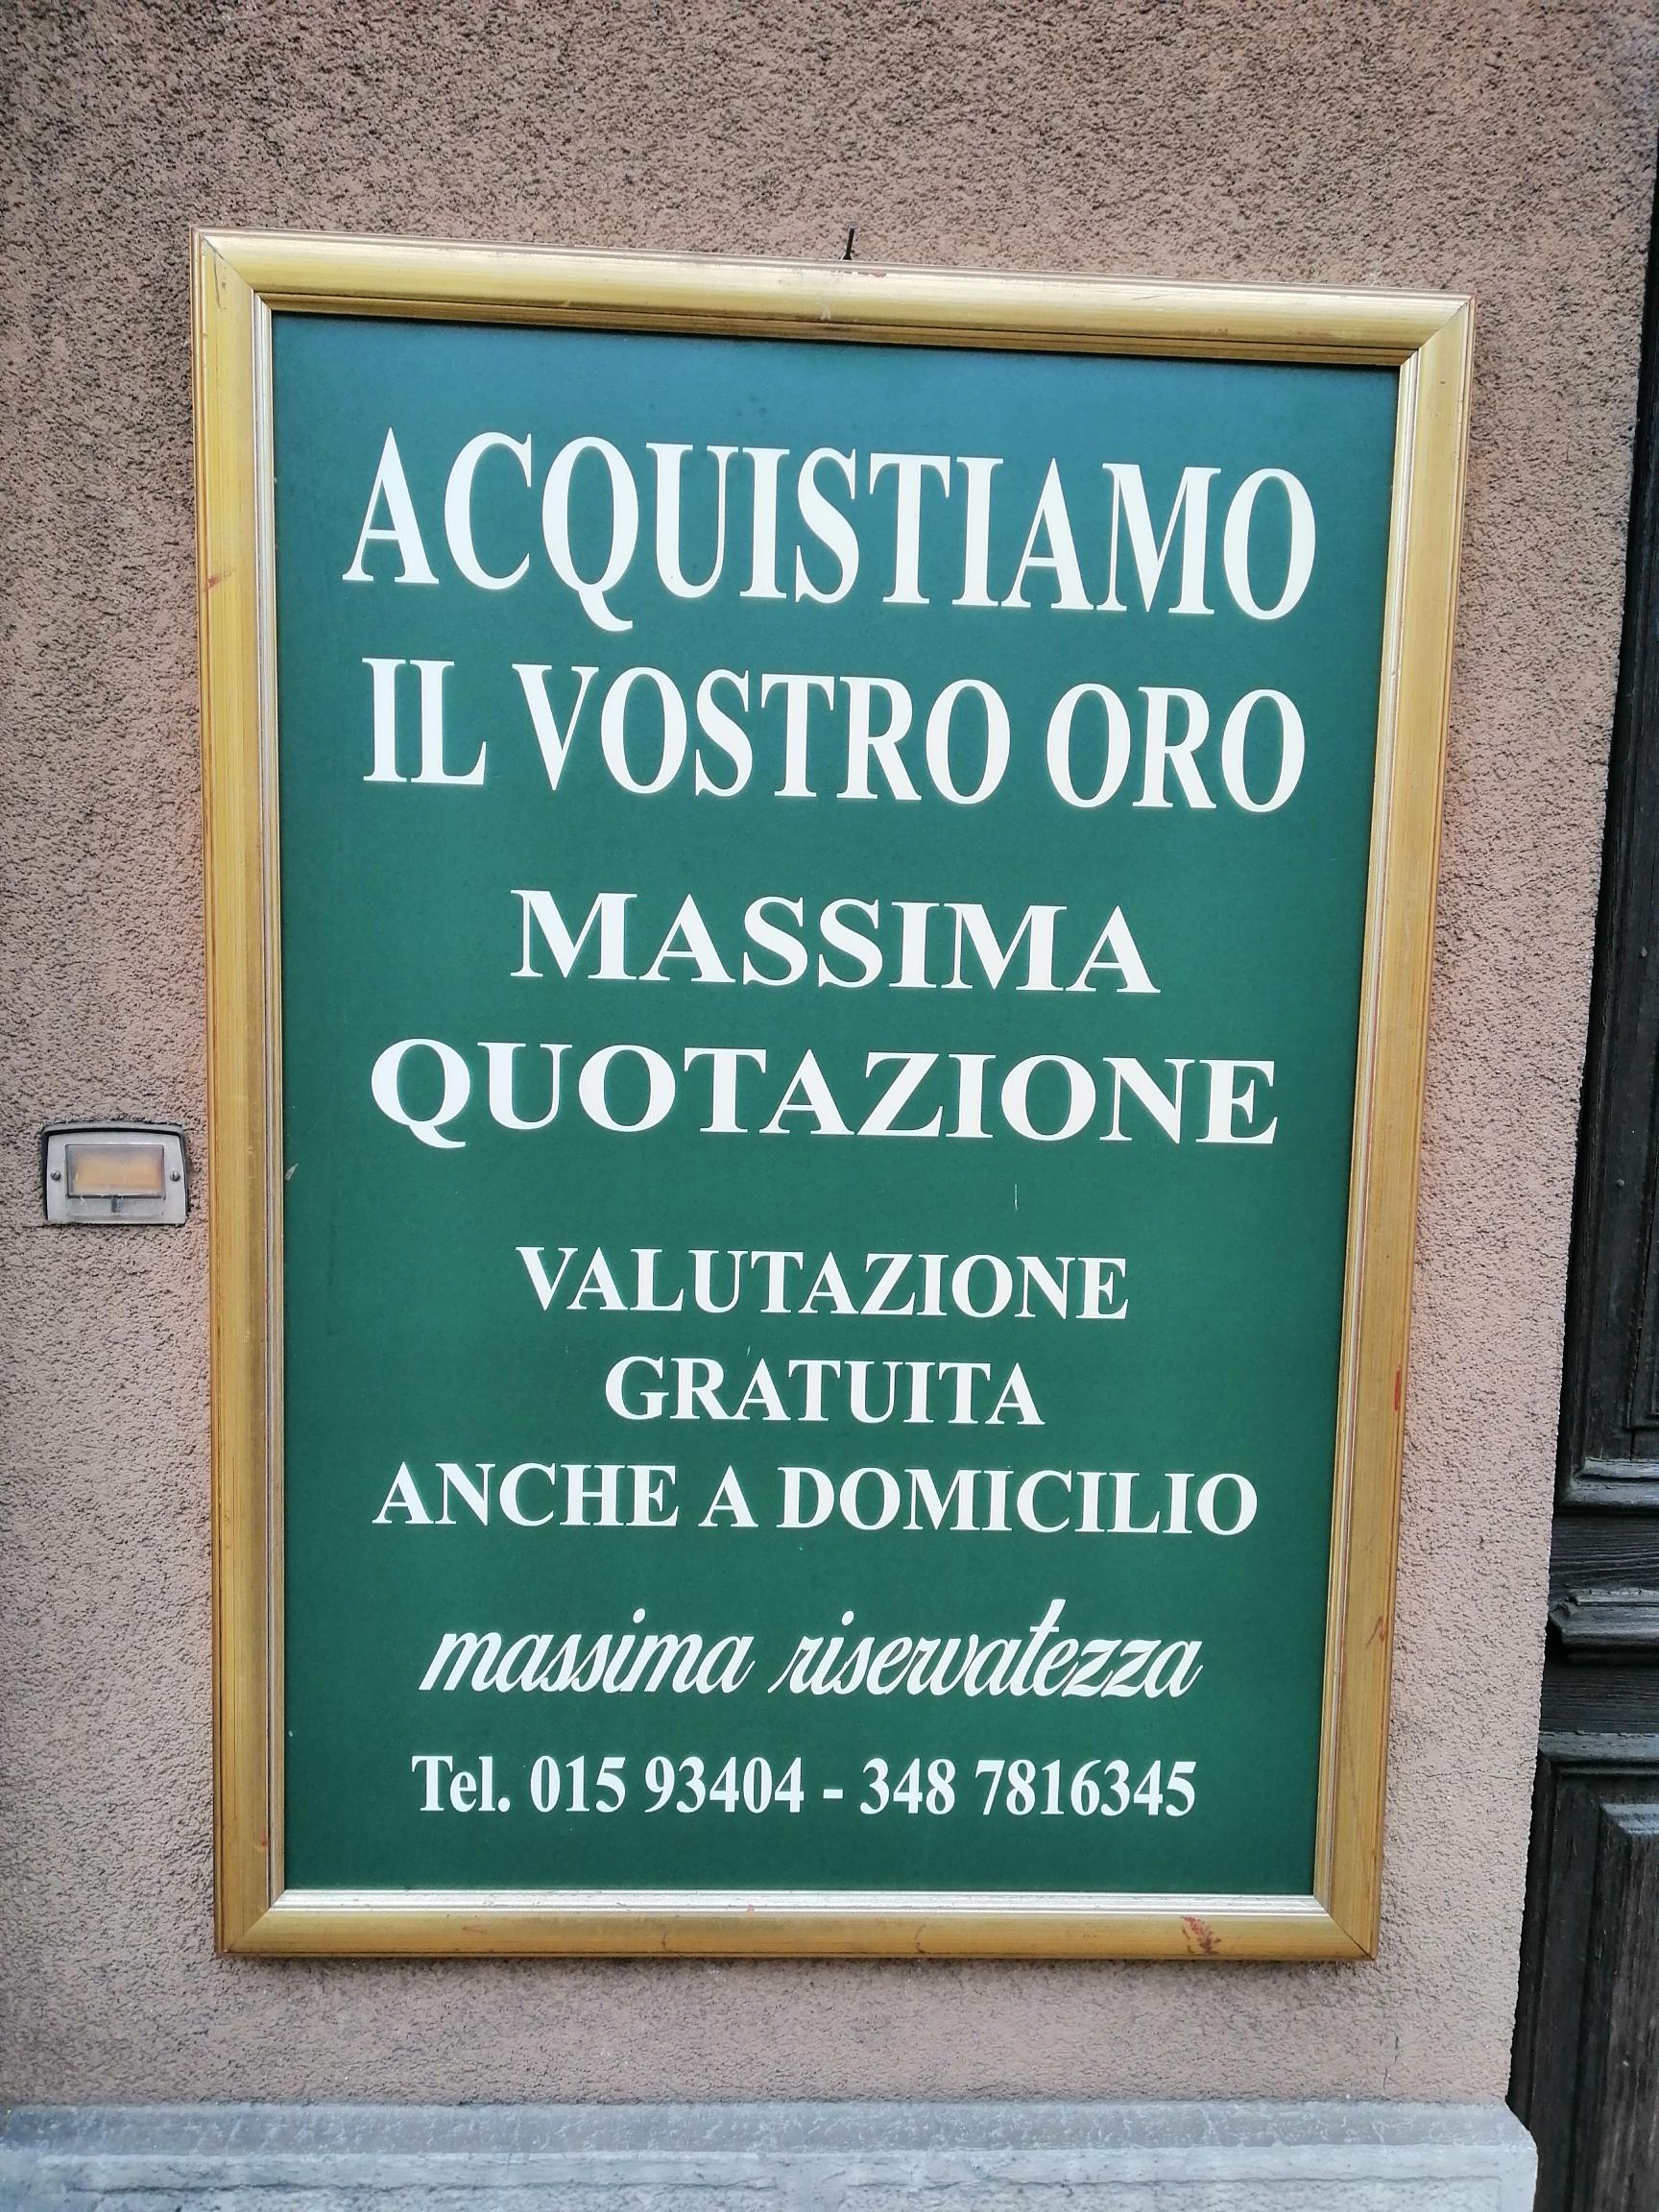 ACQUISTIAMO
IL VOSTRO ORO
MASSIMA
QUOTAZIONE
VALUTAZIONE
GRATUITA
ANCHE A DOMICILIO
massima riservatezza
Tel. 015 93404 - 348 7816345